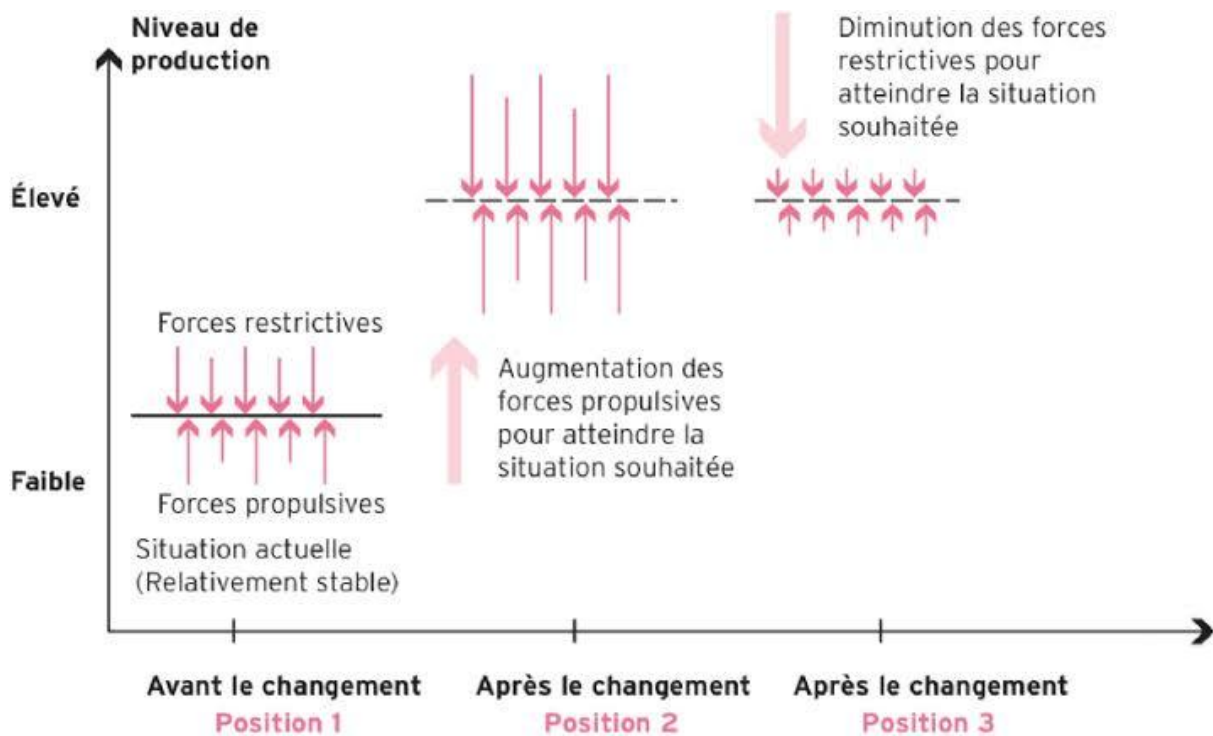 Niveau de
production
Diminution des forces
restrictives pour
atteindre la situation
souhaitée
Élevé
Forces restrictives
Augmentation des
forces propulsives
pour atteindre la
situation souhaitée
Faible
Forces propulsives
Situation actuelle
(Relativement stable)
Avant le changement
Position 1
Après le changement
Position 2
Après le changement
Position 3